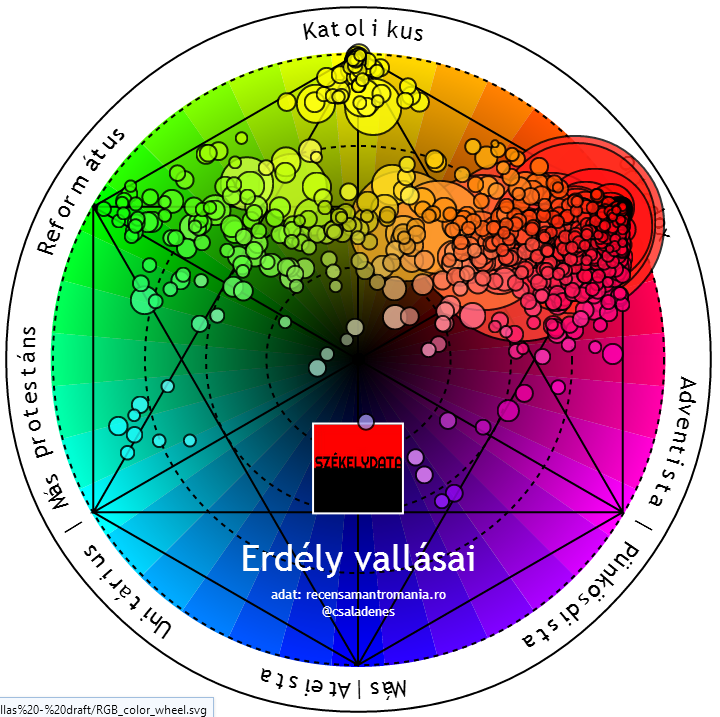 Katolikus
Református
Más protestáns
Unitárius
Más|Ateista
Adventista | Pünkösdista
SZÉKELYDATA
Erdély vallásai
adat: recensamantromania.ro
@csaladenes
llas%20-%20draft/RGB_color_wheel.svg